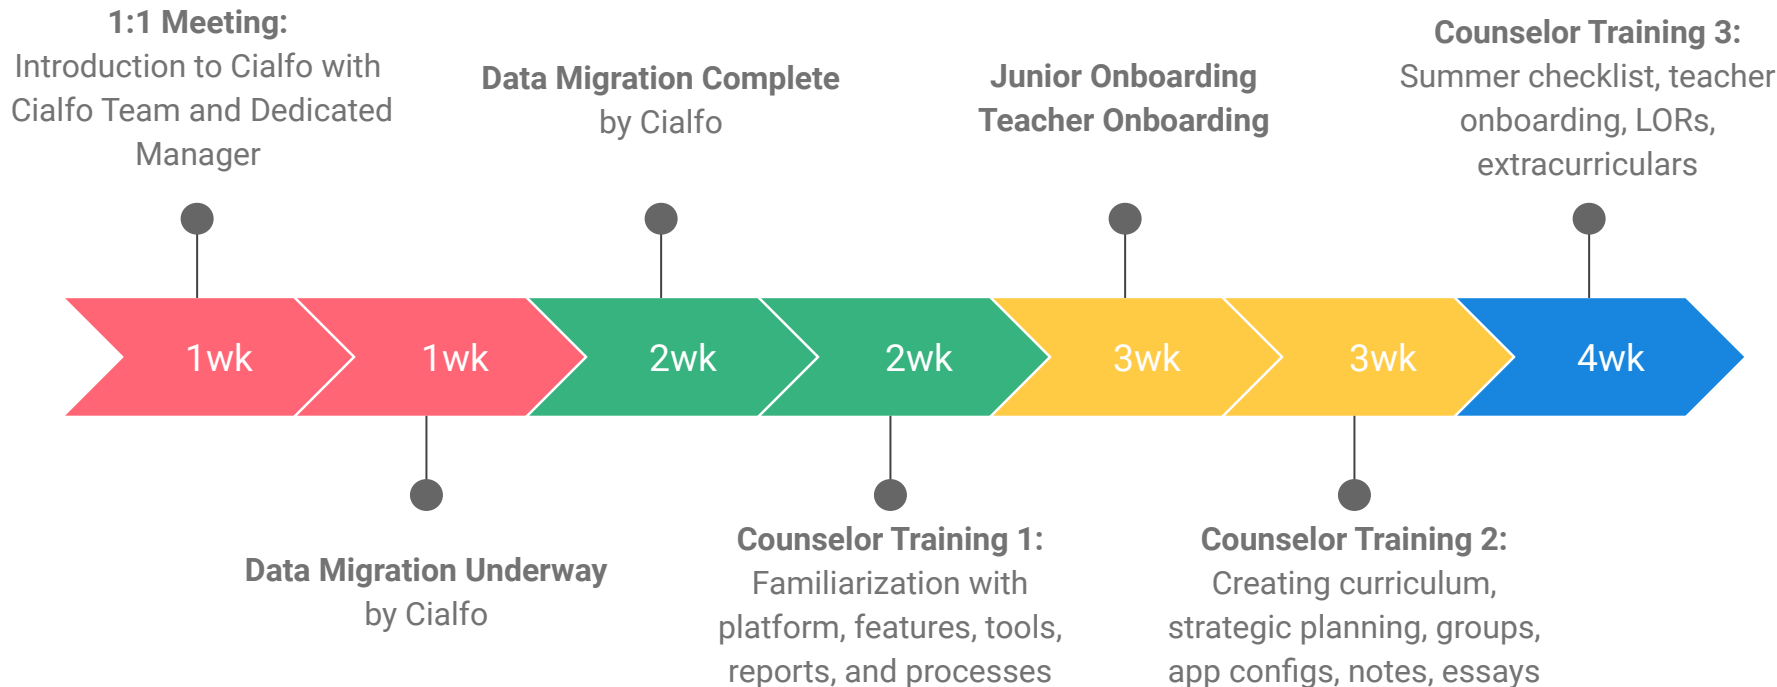 1:1 Meeting:
Introduction to Cialfo with
Cialfo Team and Dedicated
Manager
Data Migration Complete
by Cialfo
Junior Onboarding
Teacher Onboarding
Counselor Training 3:
Summer checklist, teacher
onboarding, LORs,
extracurriculars
1wk
1wk
2wk
2wk
3wk
3wk
4wk
Data Migration Underway
by Cialfo
Counselor Training 1:
Familiarization with
platform, features, tools,
reports, and processes
Counselor Training 2:
Creating curriculum,
strategic planning, groups,
app configs, notes, essays